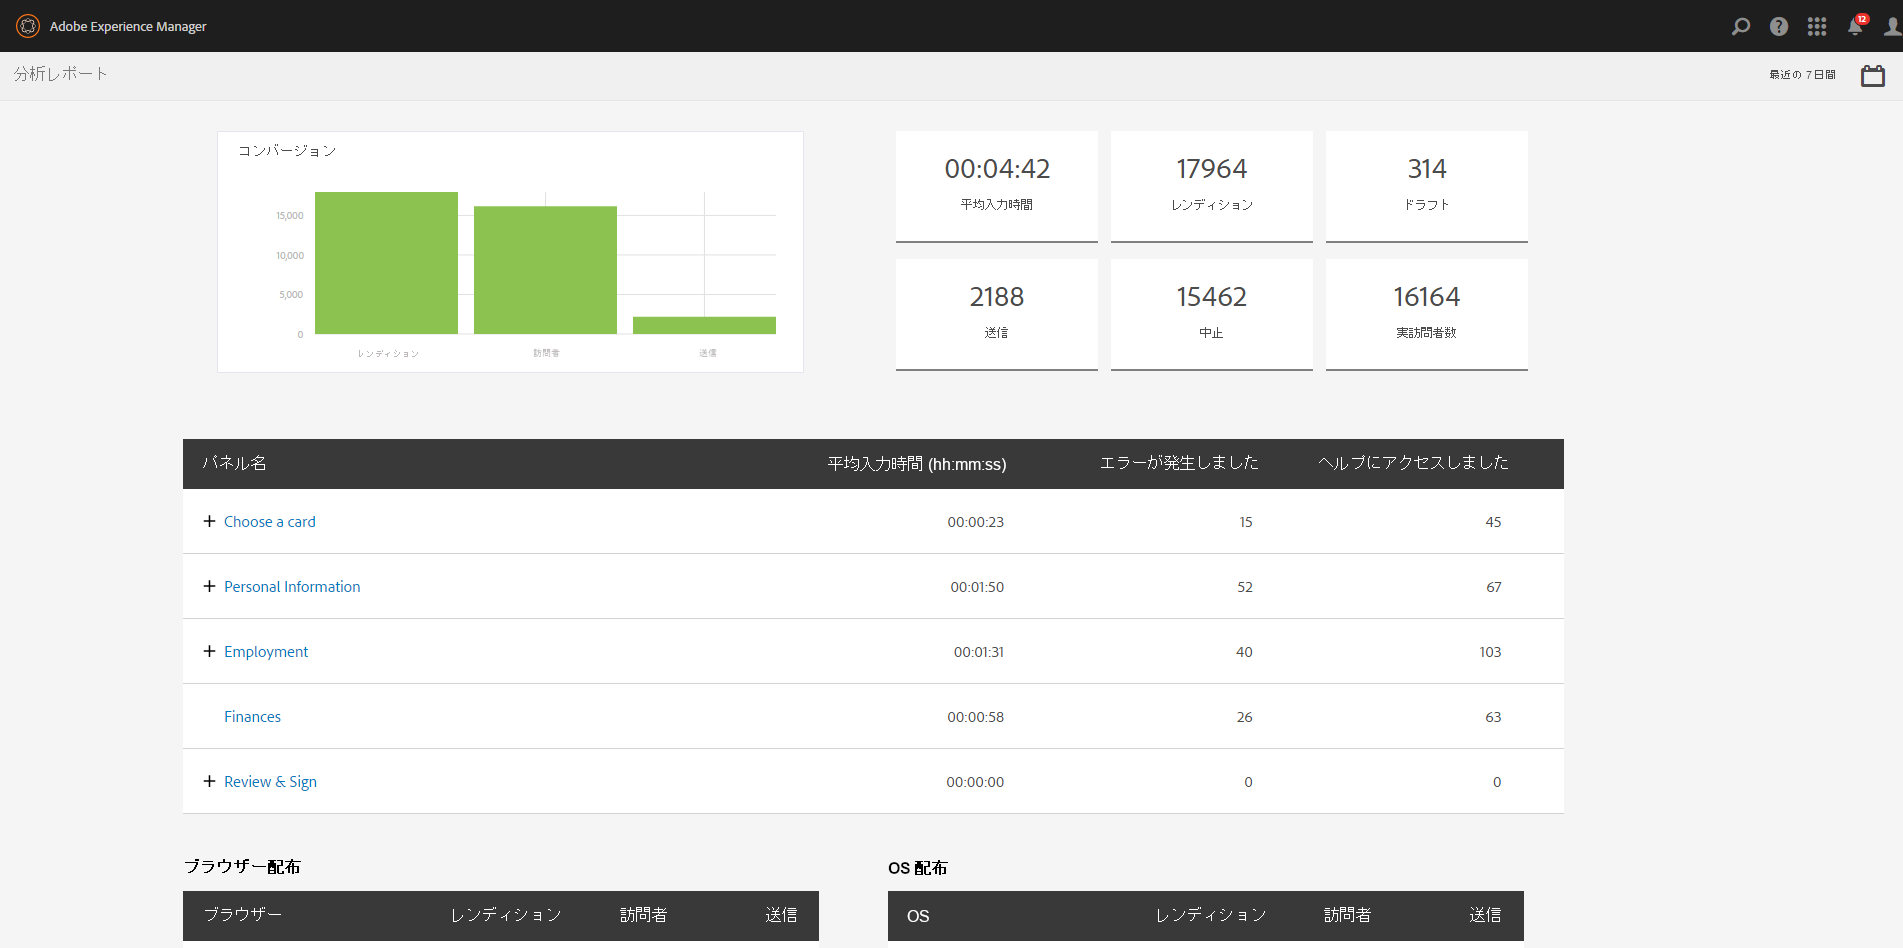 Adobe Experience Manager
12
分析レポート
最近の 7日間
コンバージョン
15,000
10,000
5,000
0
レンディション 訪問者 送信
00:04:42
平均入力時間
17964
レンディション
314
ドラフト
2188
送信
15462
中止
16164
実訪問者数
パネル名 平均入力時間 (hh:mm:ss) エラーが発生しました ヘルプにアクセスしました
Choose a card 00:00:23 15 45
Personal Information 00:01:50 52 67
Employment 00:01:31 40 103
Finances 00:00:58 26 63
Review & Sign 00:00:00 0 0
ブラウザー配布
ブラウザー レンディション 訪問者 送信
OS 配布
OS レンディション 訪問者 送信